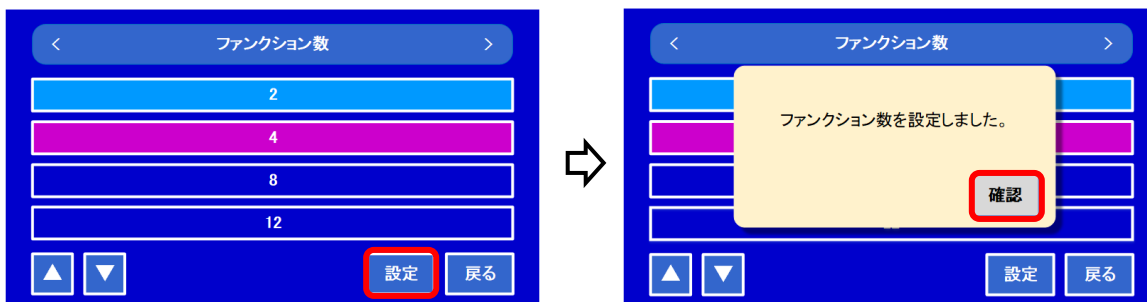 < ファンクション数 >
2
4
8
12
設定 戻る
< ファンクション数 >
ファンクション数を設定しました。
確認
設定 戻る